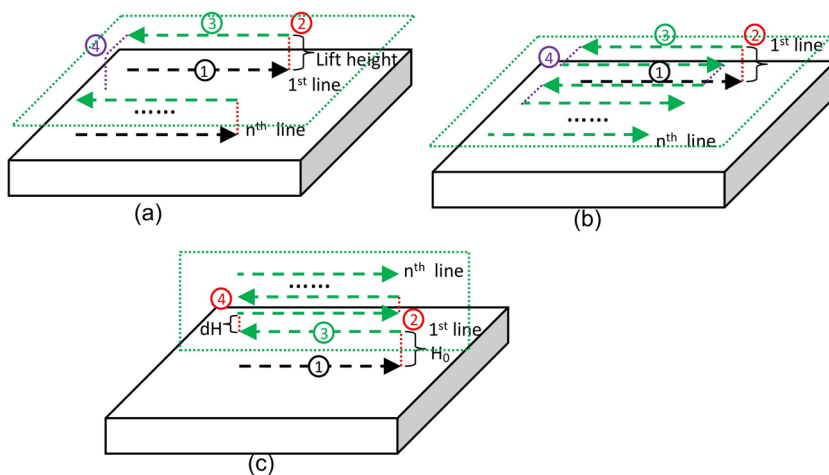 ③
②
④
Lift height
①
1st line
......
nth line
(a)
③
②
1st line
④
①
......
nth line
(b)
nth line
......
④
②
dH
③
1st line
H0
①
(c)